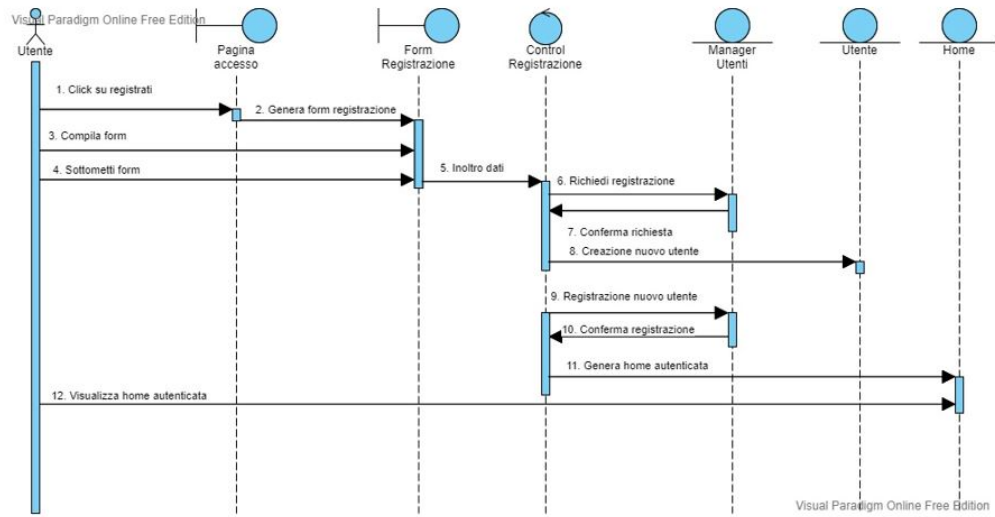 Visual Paradigm Online Free Edition
Utente
Pagina
accesso
Form
Registrazione
Control
Registrazione
Manager
Utenti
Utente
Home
1. Click su registrati
2. Genera form registrazione
3. Compila form
4. Sottometti form
5. Inoltro dati
6. Richiedi registrazione
7. Conferma richiesta
8. Creazione nuovo utente
9. Registrazione nuovo utente
10. Conferma registrazione
11. Genera home autenticata
12. Visualizza home autenticata
Visual Paradigm Online Free Edition